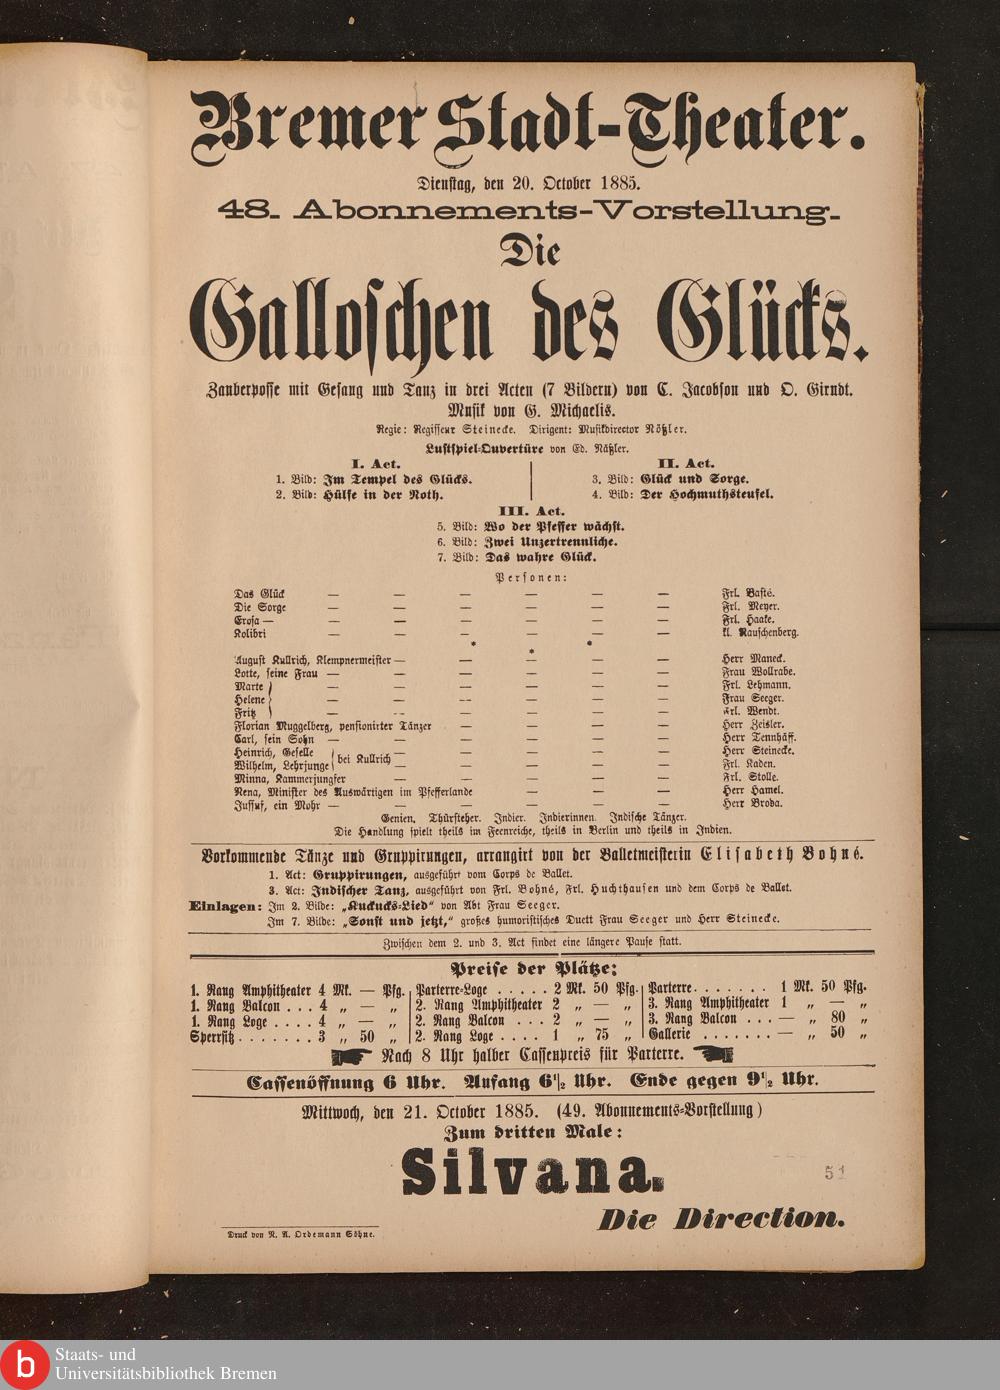 Bremer Stadt-Theater.
Dienstag, den 20. October 1885.
48. Abonnements-Vorstellung.
Die
Galloschen des Glücks.
Zauberposse mit Gesang und Tanz in drei Acten (7 Bildern) von C. Jacobson und O. Girndt.
Musik von G. Michaelis.
Regie: Regisseur Steinecke. Dirigent: Musikdirector Nößler.
Lustspiel-Ouvertüre von Ed. Näßler.
I. Act.
1. Bild: Im Tempel des Glücks.
2. Bild: Hülfe in der Noth.
II. Act.
3. Bild: Glück und Sorge.
4. Bild: Der Hochmuthsteufel.
III. Act.
5. Bild: Wo der Pfeffer wächst.
6. Bild: Zwei Unzertrennliche.
7. Bild: Das wahre Glück.
Personen:
Das Glück — — — — — — Frl. Basté.
Die Sorge — — — — — — Frl. Meyer.
Erosa — — — — — — Frl. Haake.
Kolibri — — — — — — kl. Rauschenberg.
* * *
August Kullrich, Klempnermeister — — — — — Herr Maneck.
Lotte, seine Frau — — — — — — Frau Wollrabe.
Marte — — — — — — Frl. Lehmann.
Helene — — — — — — Frau Seeger.
Fritz — — — — — — Frl. Wendt.
Florian Muggelberg, pensionirter Tänzer — — — — Herr Zeisler.
Carl, sein Sohn — — — — — — Herr Tennhäff.
Heinrich, Geselle } bei Kullrich — — — — — Herr Steinecke.
Wilhelm, Lehrjunge — — — — — Frl. Kaden.
Minna, Kammerjungfer — — — — — Frl. Stolle.
Nena, Minister des Auswärtigen im Pfefferlande — — — Herr Hamel.
Jussuf, ein Mohr — — — — — — Herr Broda.
Genien. Thürsteher. Indier. Indierinnen. Indische Tänzer.
Die Handlung spielt theils im Feenreiche, theils in Berlin und theils in Indien.
Vorkommende Tänze und Gruppirungen, arrangirt von der Balletmeisterin Elisabeth Bohné.
1. Act: Gruppirungen, ausgeführt vom Corps de Ballet.
3. Act: Indischer Tanz, ausgeführt von Frl. Bohné, Frl. Huchthausen und dem Corps de Ballet.
Einlagen: Im 2. Bilde: „Kuckucks-Lied“ von Abt Frau Seeger.
Im 7. Bilde: „Sonst und jetzt,“ großes humoristisches Duett Frau Seeger und Herr Steinecke.
Zwischen dem 2. und 3. Act findet eine längere Pause statt.
Preise der Plätze:
1. Rang Amphitheater 4 Mk. — Pfg.
1. Rang Balcon . . . 4 „ — „
1. Rang Loge . . . . 4 „ — „
Sperrsitz . . . . . . . 3 „ 50 „
Parterre-Loge . . . . . 2 Mk. 50 Pfg.
2. Rang Amphitheater 2 „ — „
2. Rang Balcon . . . 2 „ — „
2. Rang Loge . . . . 1 „ 75 „
Parterre . . . . . . . 1 Mk. 50 Pfg.
3. Rang Amphitheater 1 „ — „
3. Rang Balcon . . . — „ 80 „
Gallerie . . . . . . . — „ 50 „
Nach 8 Uhr halber Cassenpreis für Parterre.
Cassenöffnung 6 Uhr. Anfang 6 1/2 Uhr. Ende gegen 9 1/2 Uhr.
Mittwoch, den 21. October 1885. (49. Abonnements-Vorstellung)
Zum dritten Male:
Silvana.
51
Die Direction.
Druck von N. A. Ordemann Söhne.
b
Staats- und
Universitätsbibliothek Bremen